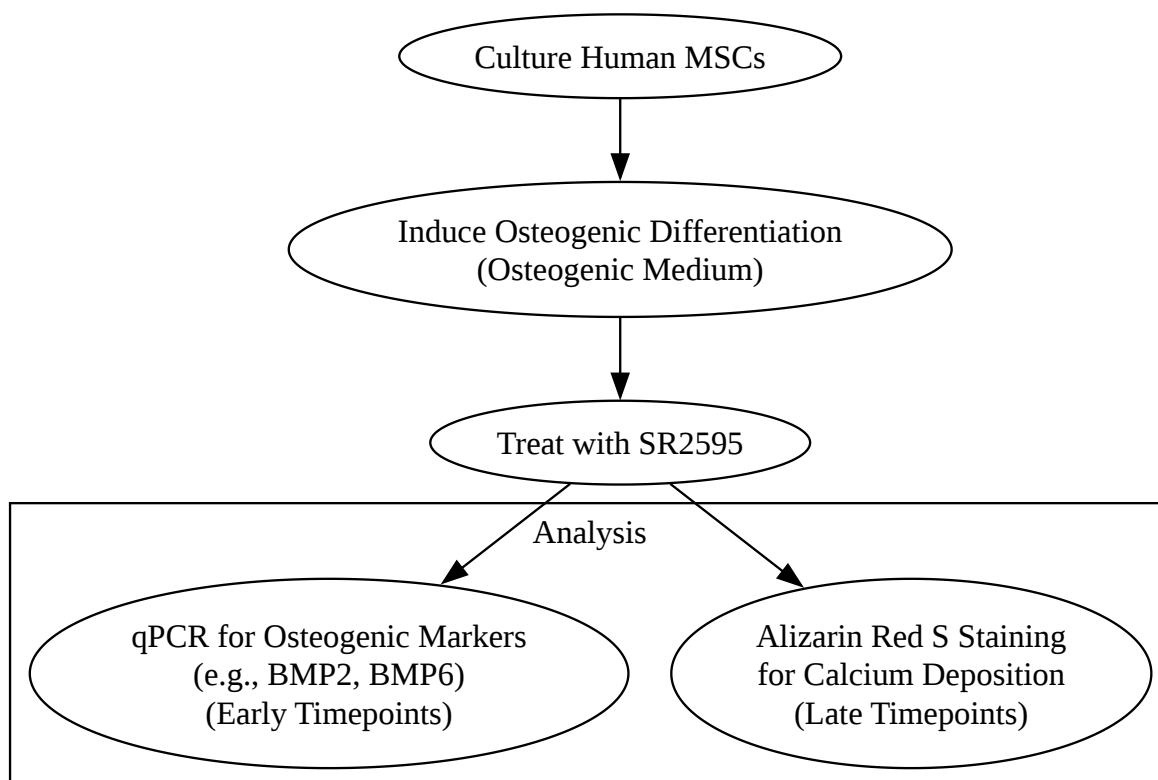 Culture Human MSCs
Induce Osteogenic Differentiation
(Osteogenic Medium)
Treat with SR2595
Analysis
qPCR for Osteogenic Markers
(e.g., BMP2, BMP6)
(Early Timepoints)
Alizarin Red S Staining
for Calcium Deposition
(Late Timepoints)